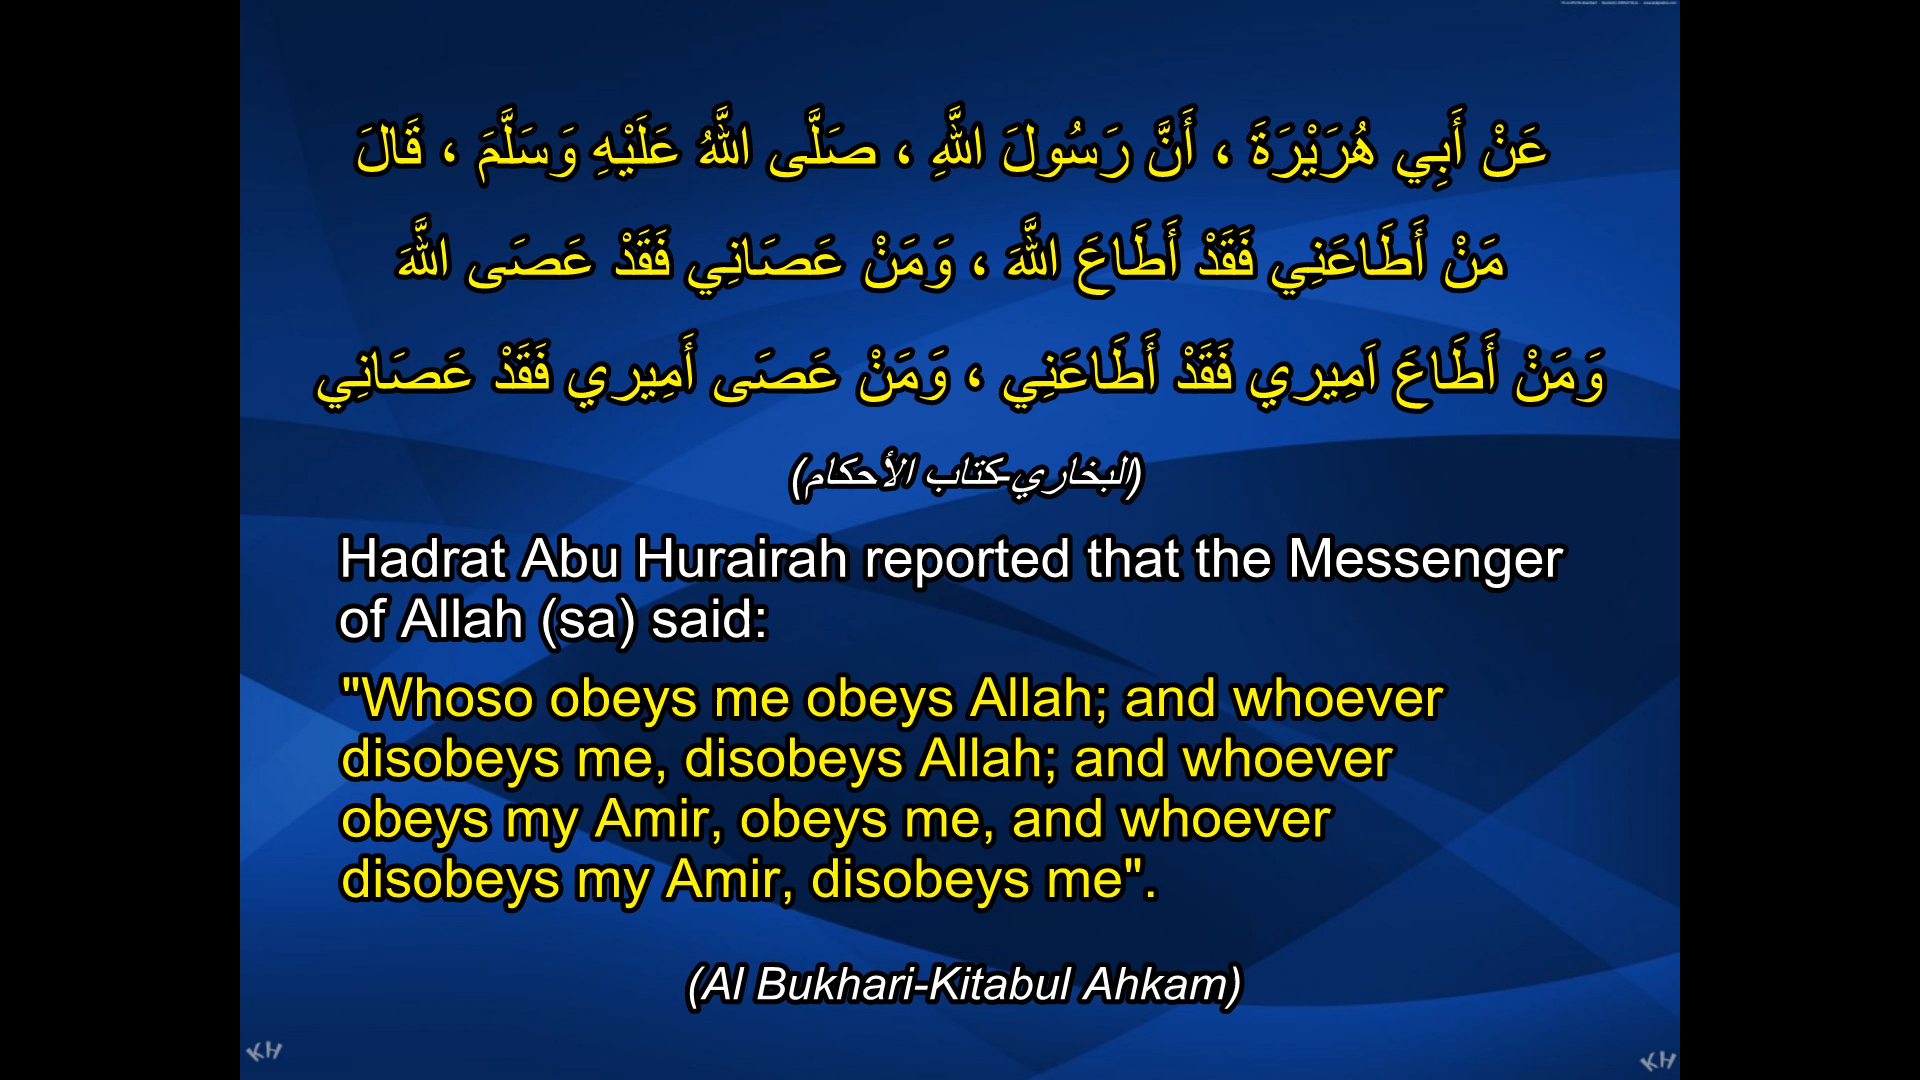 عَنْ أَبِي هُرَيْرَةَ ، أَنَّ رَسُولَ اللَّهِ ، صَلَّى اللَّهُ عَلَيْهِ وَسَلَّمَ ، قَالَ
مَنْ أَطَاعَنِي فَقَدْ أَطَاعَ اللَّهَ ، وَمَنْ عَصَانِي فَقَدْ عَصَى اللَّهَ
وَمَنْ أَطَاعَ اَمِيرِي فَقَدْ أَطَاعَنِي ، وَمَنْ عَصَى أَمِيرِي فَقَدْ عَصَانِي
(البخاري-كتاب الأحكام)
Hadrat Abu Hurairah reported that the Messenger
of Allah (sa) said:
"Whoso obeys me obeys Allah; and whoever
disobeys me, disobeys Allah; and whoever
obeys my Amir, obeys me, and whoever
disobeys my Amir, disobeys me".
(Al Bukhari-Kitabul Ahkam)
KH
KH